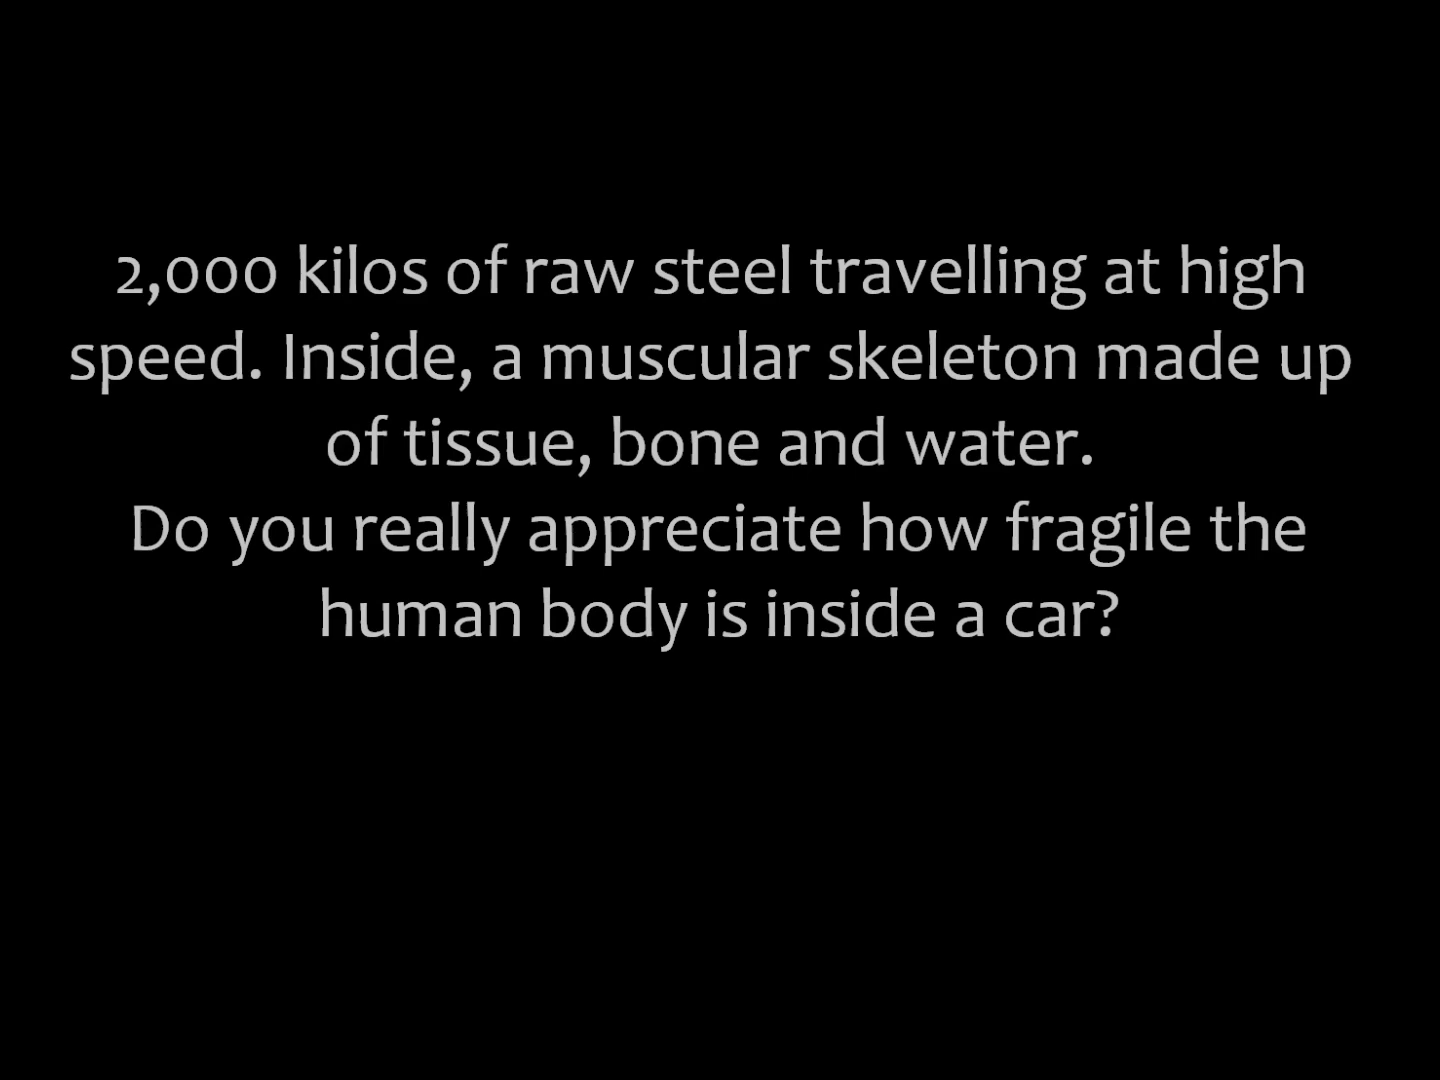 2,000 kilos of raw steel travelling at high
speed. Inside, a muscular skeleton made up
of tissue, bone and water.
Do you really appreciate how fragile the
human body is inside a car?